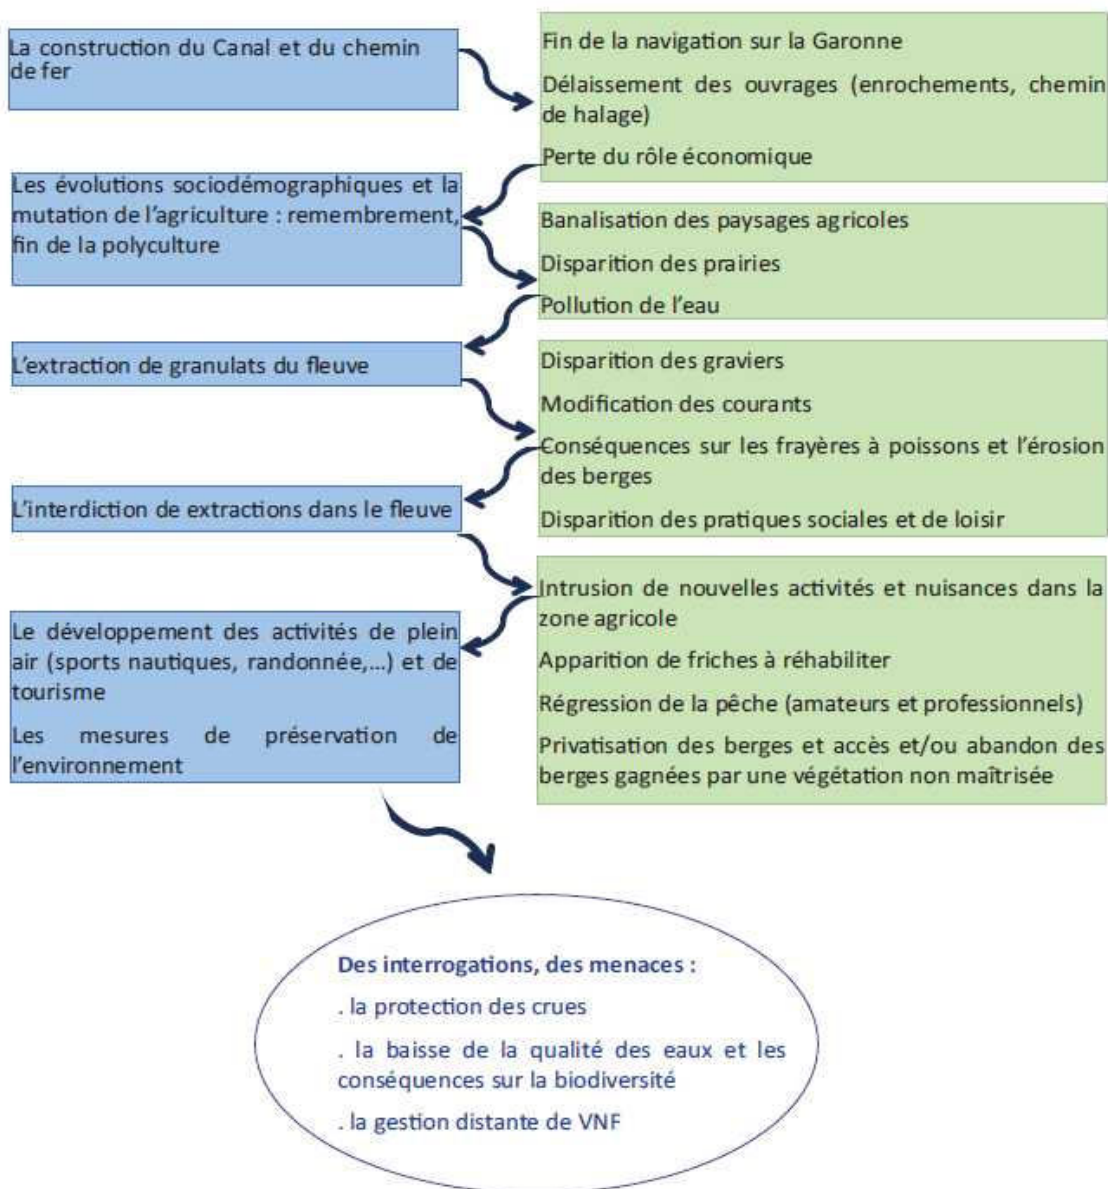 La construction du Canal et du chemin
de fer
Fin de la navigation sur la Garonne
Délaissement des ouvrages (enrochements, chemin
de halage)
Perte du rôle économique
Les évolutions sociodémographiques et la
mutation de l'agriculture : remembrement,
fin de la polyculture
Banalisation des paysages agricoles
Disparition des prairies
Pollution de l'eau
L'extraction de granulats du fleuve
Disparition des graviers
Modification des courants
Conséquences sur les frayères à poissons et l'érosion
des berges
Disparition des pratiques sociales et de loisir
L'interdiction de extractions dans le fleuve
Intrusion de nouvelles activités et nuisances dans la
zone agricole
Apparition de friches à réhabiliter
Régression de la pêche (amateurs et professionnels)
Privatisation des berges et accès et/ou abandon des
berges gagnées par une végétation non maîtrisée
Le développement des activités de plein
air (sports nautiques, randonnée,...) et de
tourisme
Les mesures de préservation de
l'environnement
Des interrogations, des menaces :
. la protection des crues
. la baisse de la qualité des eaux et les
conséquences sur la biodiversité
. la gestion distante de VNF